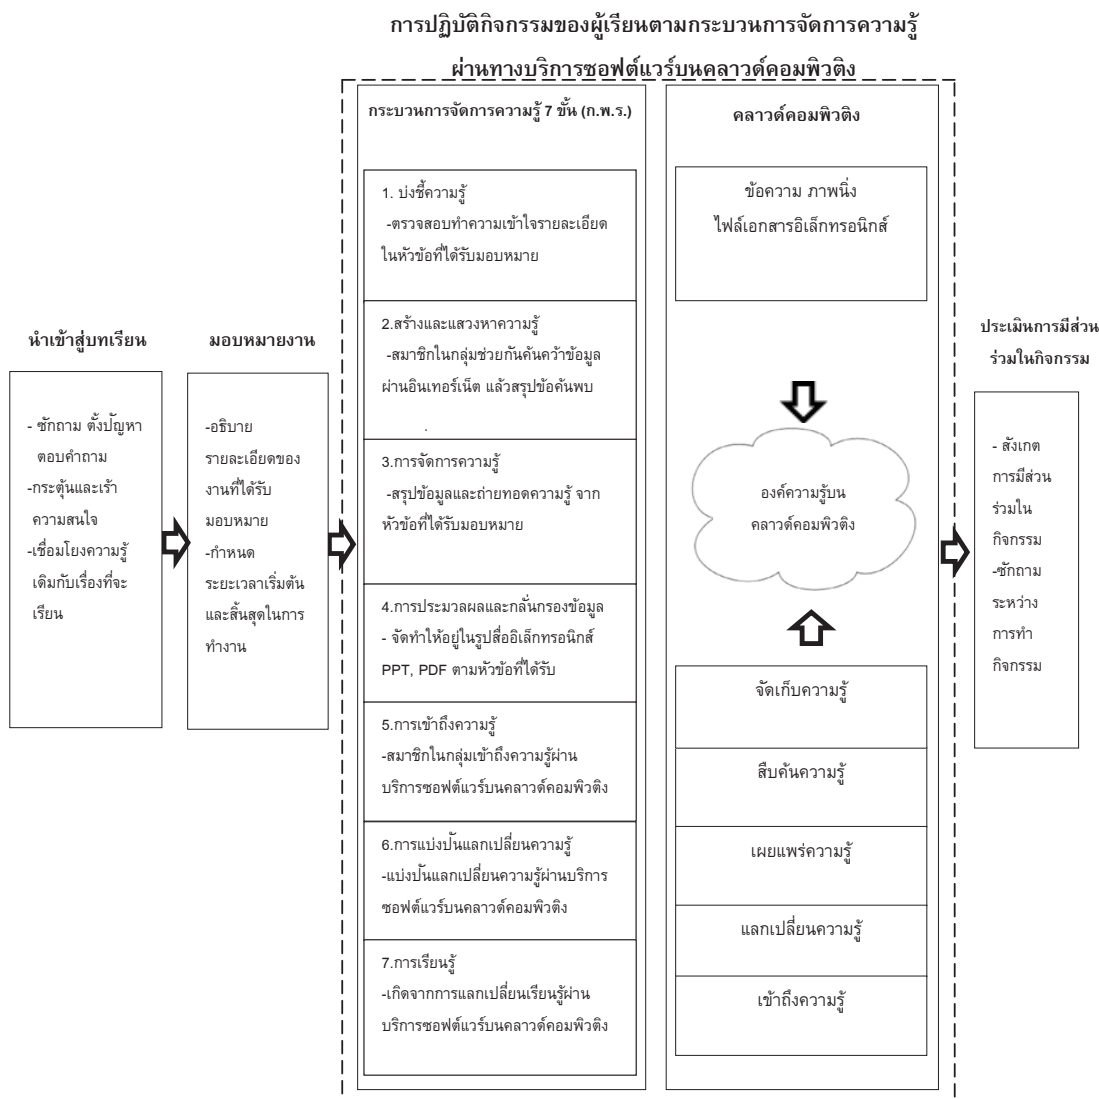 การปฏิบัติกิจกรรมของผู้เรียนตามกระบวนการจัดการความรู้
ผ่านทางบริการซอฟต์แวร์บนคลาวด์คอมพิวติง
นำเข้าสู่บทเรียน
- ซักถาม ตั้งปัญหา
ตอบคำถาม
-กระตุ้นและเร้า
ความสนใจ
-เชื่อมโยงความรู้
เดิมกับเรื่องที่จะ
เรียน
มอบหมายงาน
-อธิบาย
รายละเอียดของ
งานที่ได้รับ
มอบหมาย
-กำหนด
ระยะเวลาเริ่มต้น
และสิ้นสุดในการ
ทำงาน
กระบวนการจัดการความรู้ 7 ขั้น (ก.พ.ร.)
1. บ่งชี้ความรู้
-ตรวจสอบทำความเข้าใจรายละเอียด
ในหัวข้อที่ได้รับมอบหมาย
2.สร้างและแสวงหาความรู้
-สมาชิกในกลุ่มช่วยกันค้นคว้าข้อมูล
ผ่านอินเทอร์เน็ต แล้วสรุปข้อค้นพบ
.
3.การจัดการความรู้
-สรุปข้อมูลและถ่ายทอดความรู้ จาก
หัวข้อที่ได้รับมอบหมาย
4.การประมวลผลและกลั่นกรองข้อมูล
- จัดทำให้อยู่ในรูปสื่ออิเล็กทรอนิกส์
PPT, PDF ตามหัวข้อที่ได้รับ
5.การเข้าถึงความรู้
-สมาชิกในกลุ่มเข้าถึงความรู้ผ่าน
บริการซอฟต์แวร์บนคลาวด์คอมพิวติง
6.การแบ่งปันแลกเปลี่ยนความรู้
-แบ่งปันแลกเปลี่ยนความรู้ผ่านบริการ
ซอฟต์แวร์บนคลาวด์คอมพิวติง
7.การเรียนรู้
-เกิดจากการแลกเปลี่ยนเรียนรู้ผ่าน
บริการซอฟต์แวร์บนคลาวด์คอมพิวติง
คลาวด์คอมพิวติง
ข้อความ ภาพนิ่ง
ไฟล์เอกสารอิเล็กทรอนิกส์
องค์ความรู้บน
คลาวด์คอมพิวติง
จัดเก็บความรู้
สืบค้นความรู้
เผยแพร่ความรู้
แลกเปลี่ยนความรู้
เข้าถึงความรู้
ประเมินการมีส่วน
ร่วมในกิจกรรม
- สังเกต
การมีส่วน
ร่วมใน
กิจกรรม
-ซักถาม
ระหว่าง
การทำ
กิจกรรม